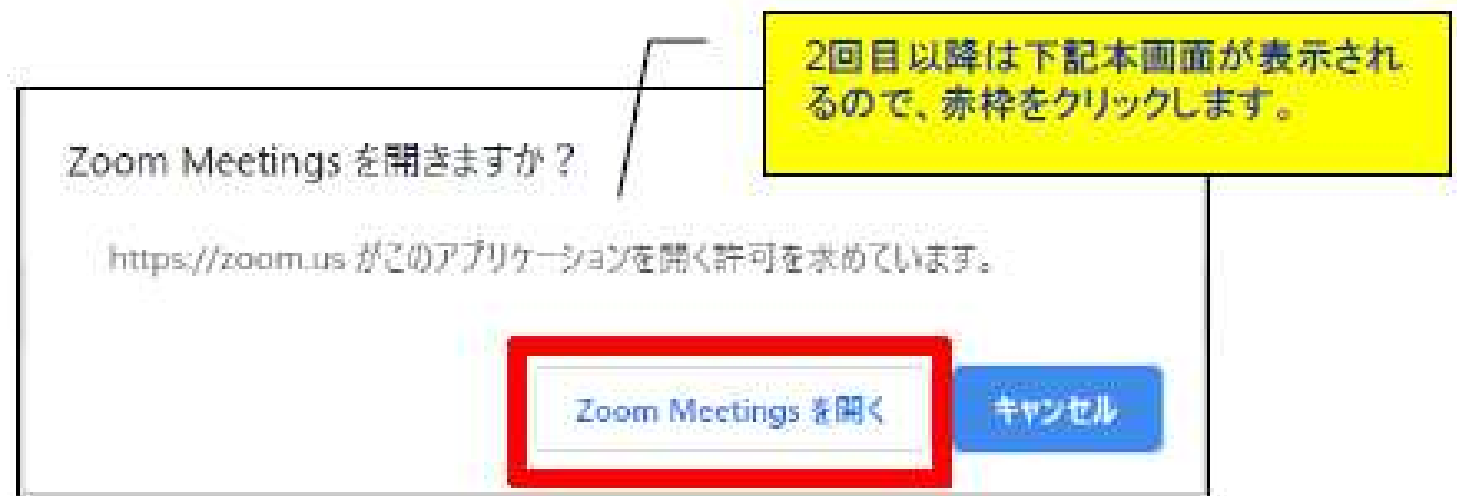 2回目以降は下記本画面が表示され
るので、赤枠をクリックします。
Zoom Meetings を開きますか？
https://zoom.us がこのアプリケーションを開く許可を求めています。
Zoom Meetings を開く
キャンセル